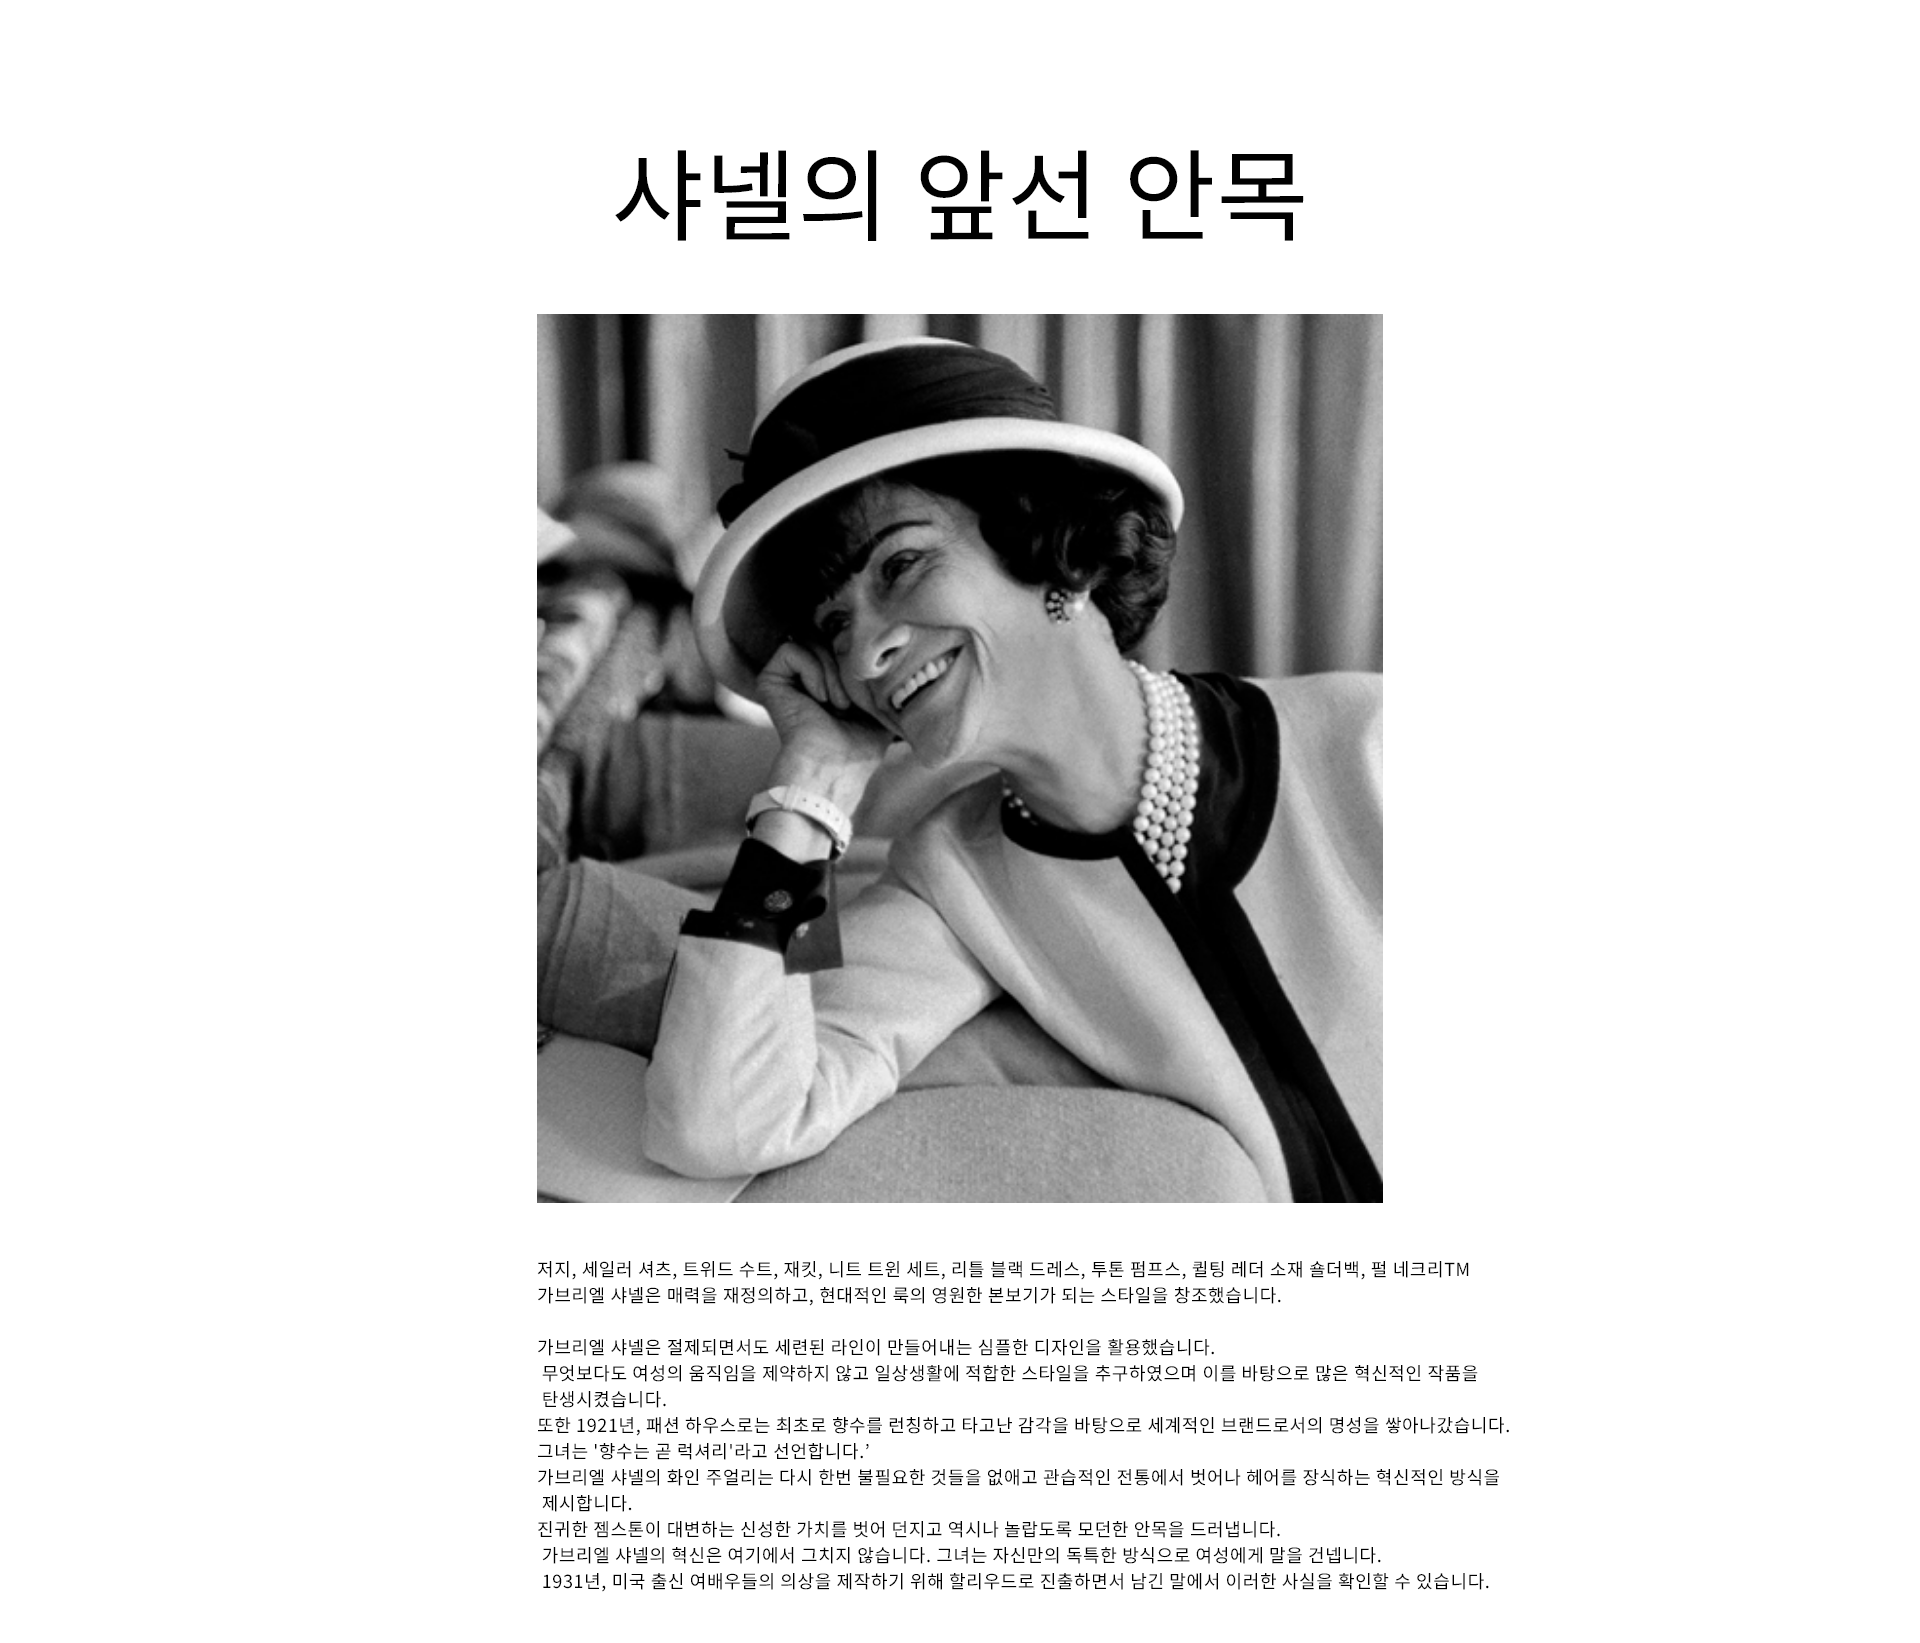 샤넬의 앞선 안목
저지, 세일러 셔츠, 트위드 수트, 재킷, 니트 트윈 세트, 리틀 블랙 드레스, 투톤 펌프스, 퀼팅 레더 소재 숄더백, 펄 네크리TM
가브리엘 샤넬은 매력을 재정의하고, 현대적인 룩의 영원한 본보기가 되는 스타일을 창조했습니다.
가브리엘 샤넬은 절제되면서도 세련된 라인이 만들어내는 심플한 디자인을 활용했습니다.
무엇보다도 여성의 움직임을 제약하지 않고 일상생활에 적합한 스타일을 추구하였으며 이를 바탕으로 많은 혁신적인 작품을
탄생시켰습니다.
또한 1921년, 패션 하우스로는 최초로 향수를 런칭하고 타고난 감각을 바탕으로 세계적인 브랜드로서의 명성을 쌓아나갔습니다.
그녀는 '향수는 곧 럭셔리'라고 선언합니다.’
가브리엘 샤넬의 화인 주얼리는 다시 한번 불필요한 것들을 없애고 관습적인 전통에서 벗어나 헤어를 장식하는 혁신적인 방식을
제시합니다.
진귀한 젬스톤이 대변하는 신성한 가치를 벗어 던지고 역시나 놀랍도록 모던한 안목을 드러냅니다.
가브리엘 샤넬의 혁신은 여기에서 그치지 않습니다. 그녀는 자신만의 독특한 방식으로 여성에게 말을 건넵니다.
1931년, 미국 출신 여배우들의 의상을 제작하기 위해 할리우드로 진출하면서 남긴 말에서 이러한 사실을 확인할 수 있습니다.